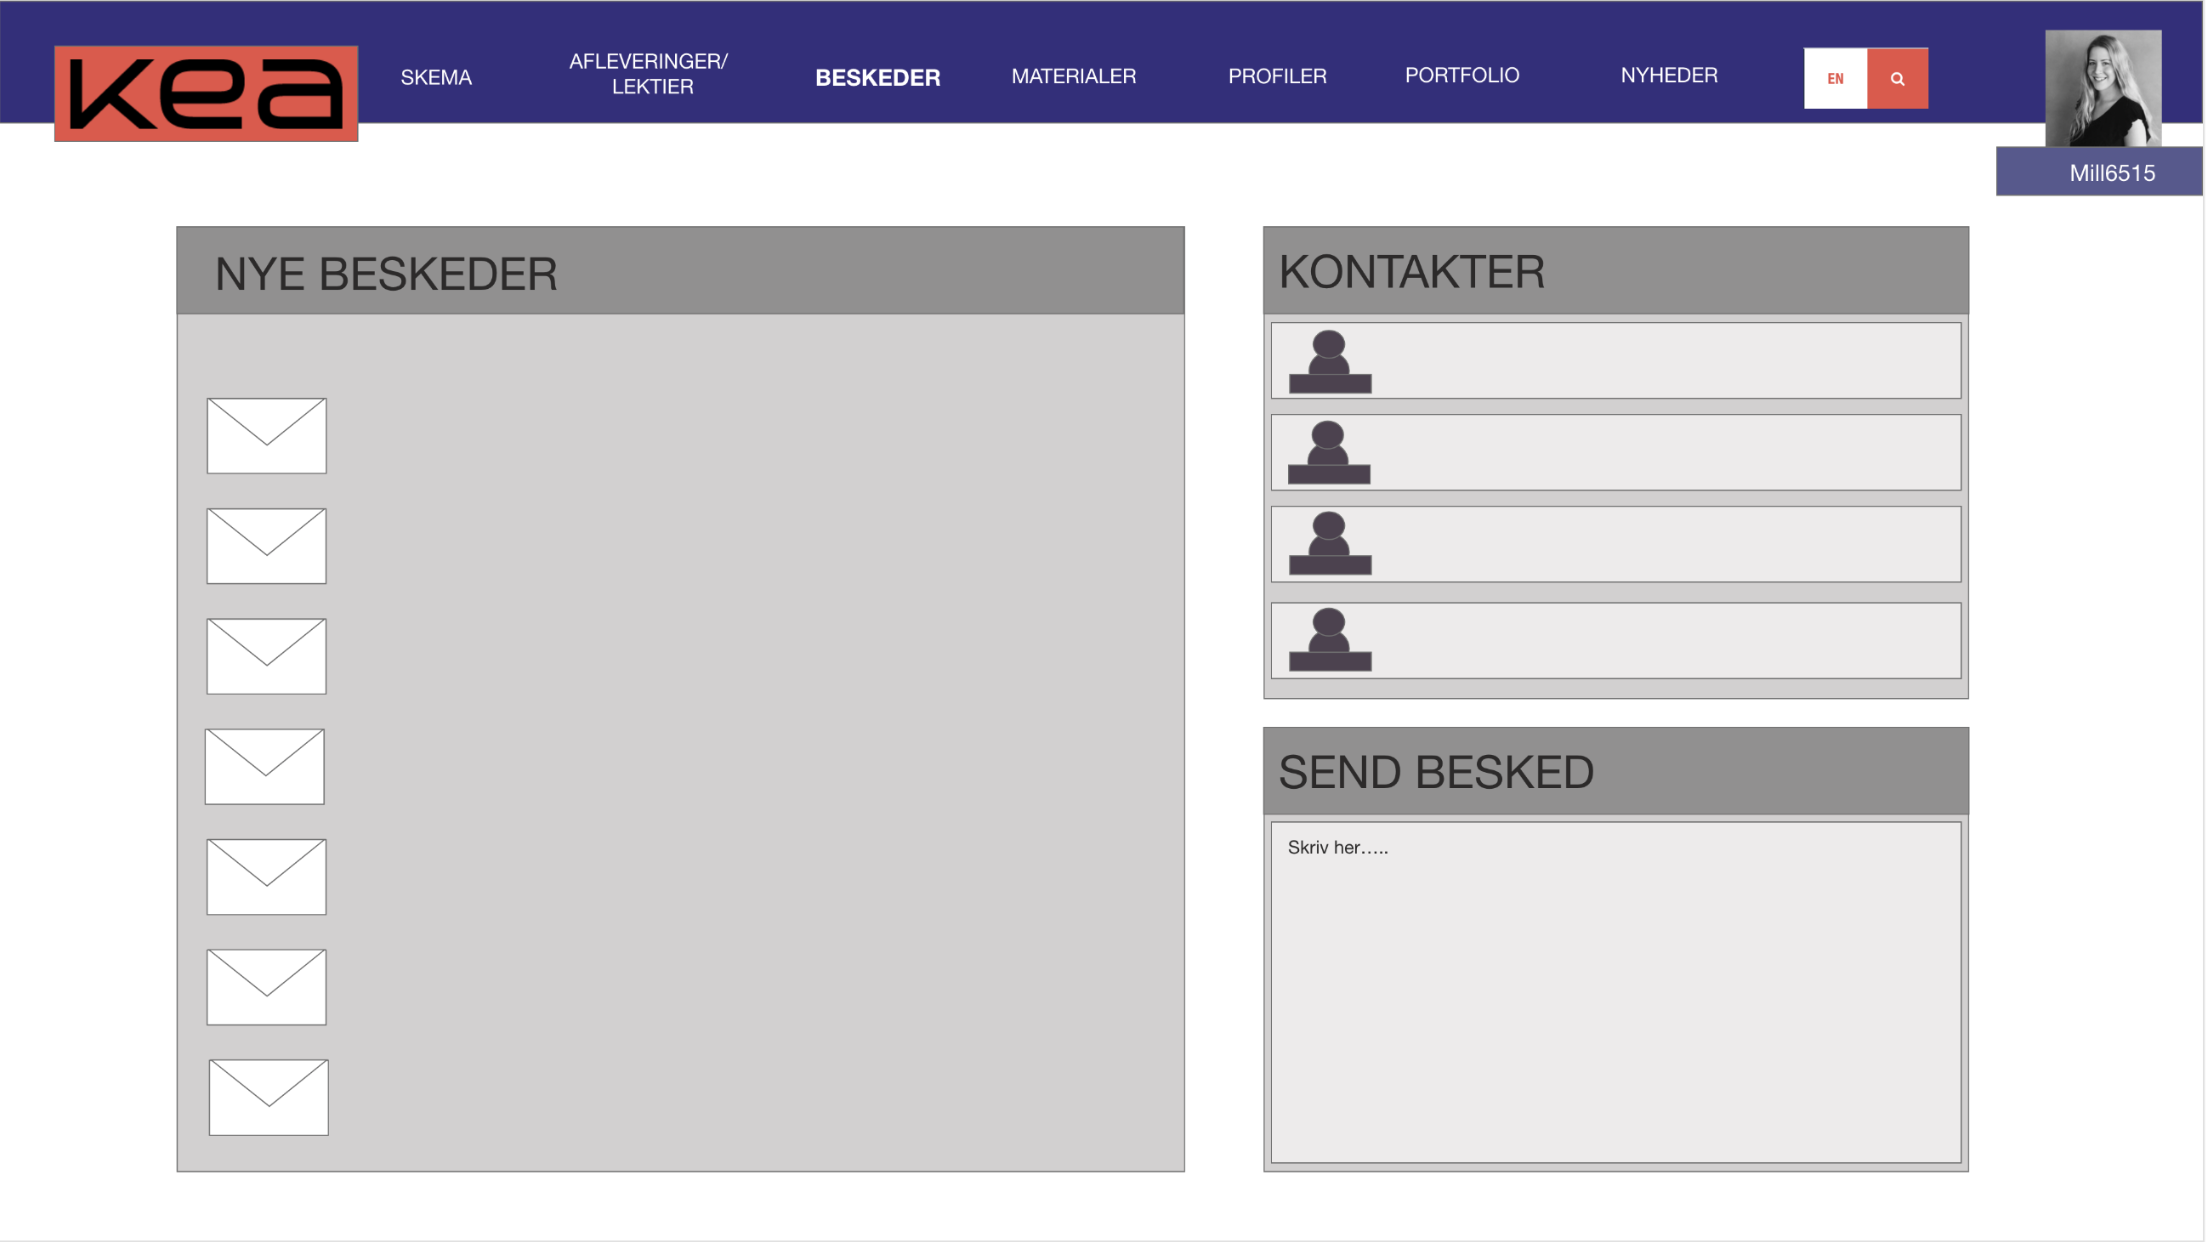 kea
SKEMA
AFLEVERINGER/
LEKTIER
BESKEDER
MATERIALER
PROFILER
PORTFOLIO
NYHEDER
EN
Mill6515
NYE BESKEDER
KONTAKTER
SEND BESKED
Skriv her.....